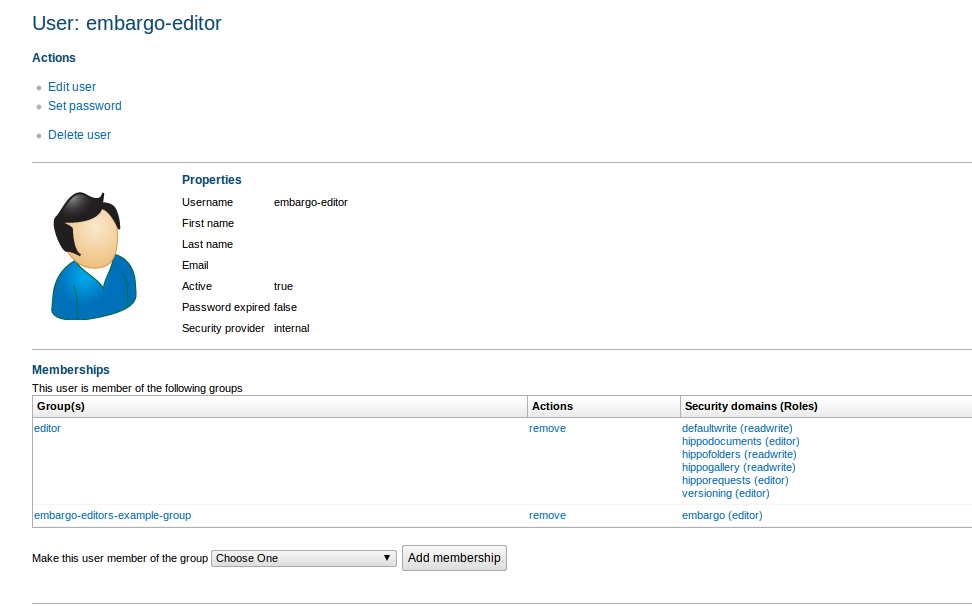 User: embargo-editor
Actions
Edit user
Set password
Delete user
Properties
Username embargo-editor
First name
Last name
Email
Active true
Password expired false
Security provider internal
Memberships
This user is member of the following groups
Group(s) Actions Security domains (Roles)
editor remove defaultwrite (readwrite)
hippodocuments (editor)
hippofolders (readwrite)
hippogallery (readwrite)
hipporequests (editor)
versioning (editor)
embargo-editors-example-group remove embargo (editor)
Make this user member of the group Choose One Add membership